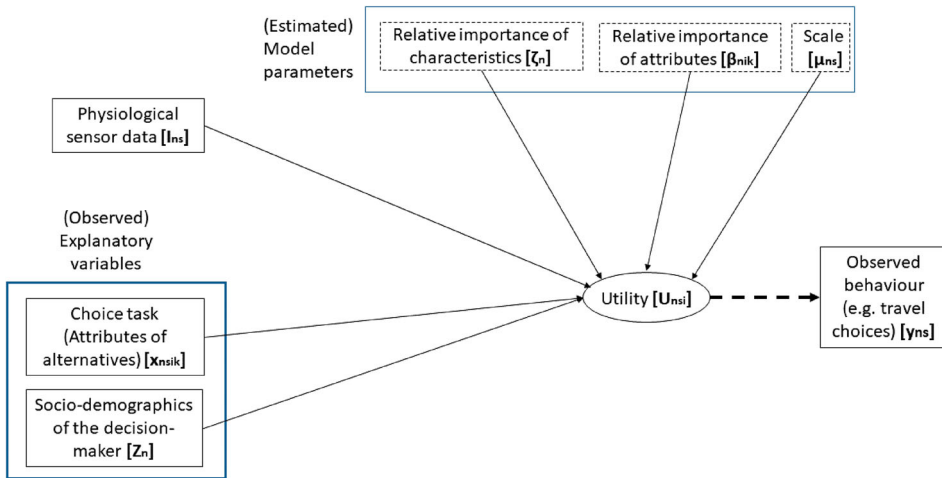 (Estimated)
Model
parameters
Relative importance of
characteristics [ζn]
Relative importance
of attributes [βnik]
Scale
[μns]
Physiological
sensor data [Ins]
(Observed)
Explanatory
variables
Choice task
(Attributes of
alternatives) [xnsik]
Socio-demographics
of the decision-
maker [Zn]
Utility [Unsi]
Observed
behaviour
(e.g. travel
choices) [yns]